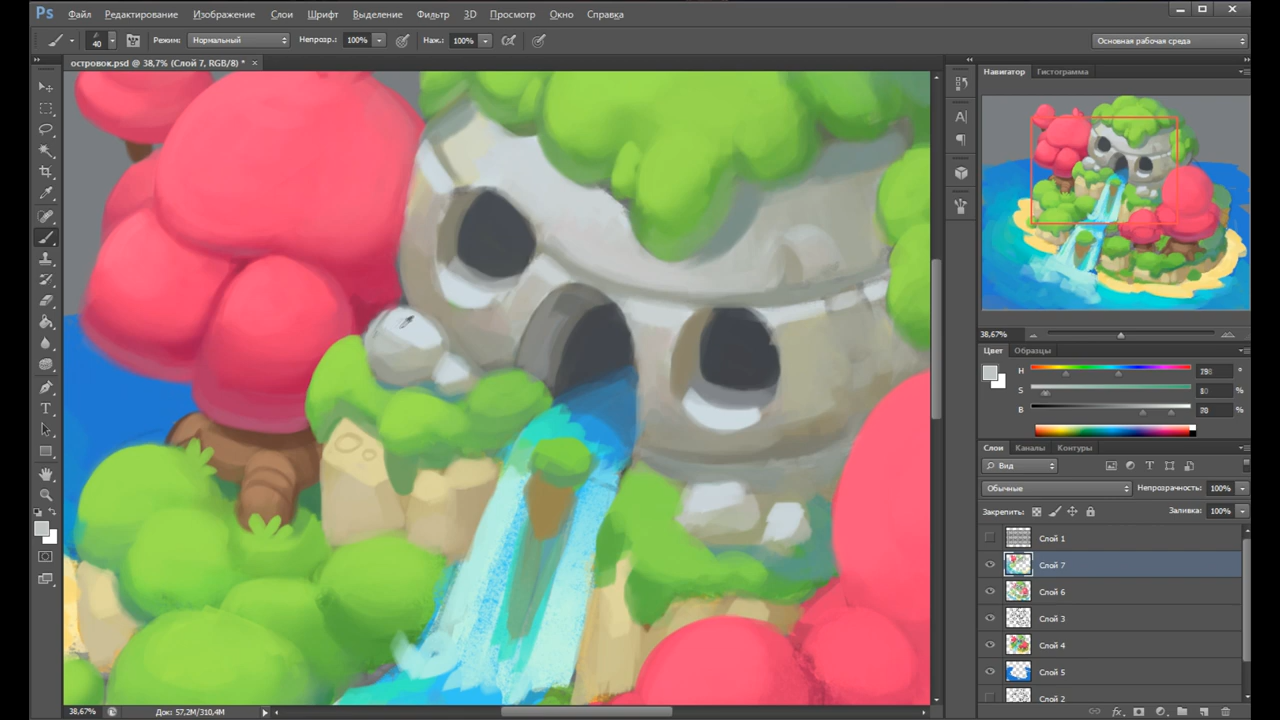 Ps Файл Редактирование Изображение Слои Шрифт Выделение Фильтр 3D Просмотр Окно Справка
40 Режим: Нормальный Непрозр.: 100% Наж.: 100% Основная рабочая среда
островок.psd @ 38,7% (Слой 7, RGB/8) * ×
Навигатор Гистограмма
38,67%
Цвет Образцы
H °
S %
B %
Слои Каналы Контуры
Вид
Обычные Непрозрачность: 100%
Закрепить: Заливка: 100%
Слой 1
Слой 7
Слой 6
Слой 3
Слой 4
Слой 5
Слой 2
38,67% Док: 57,2M/310,4M
fx